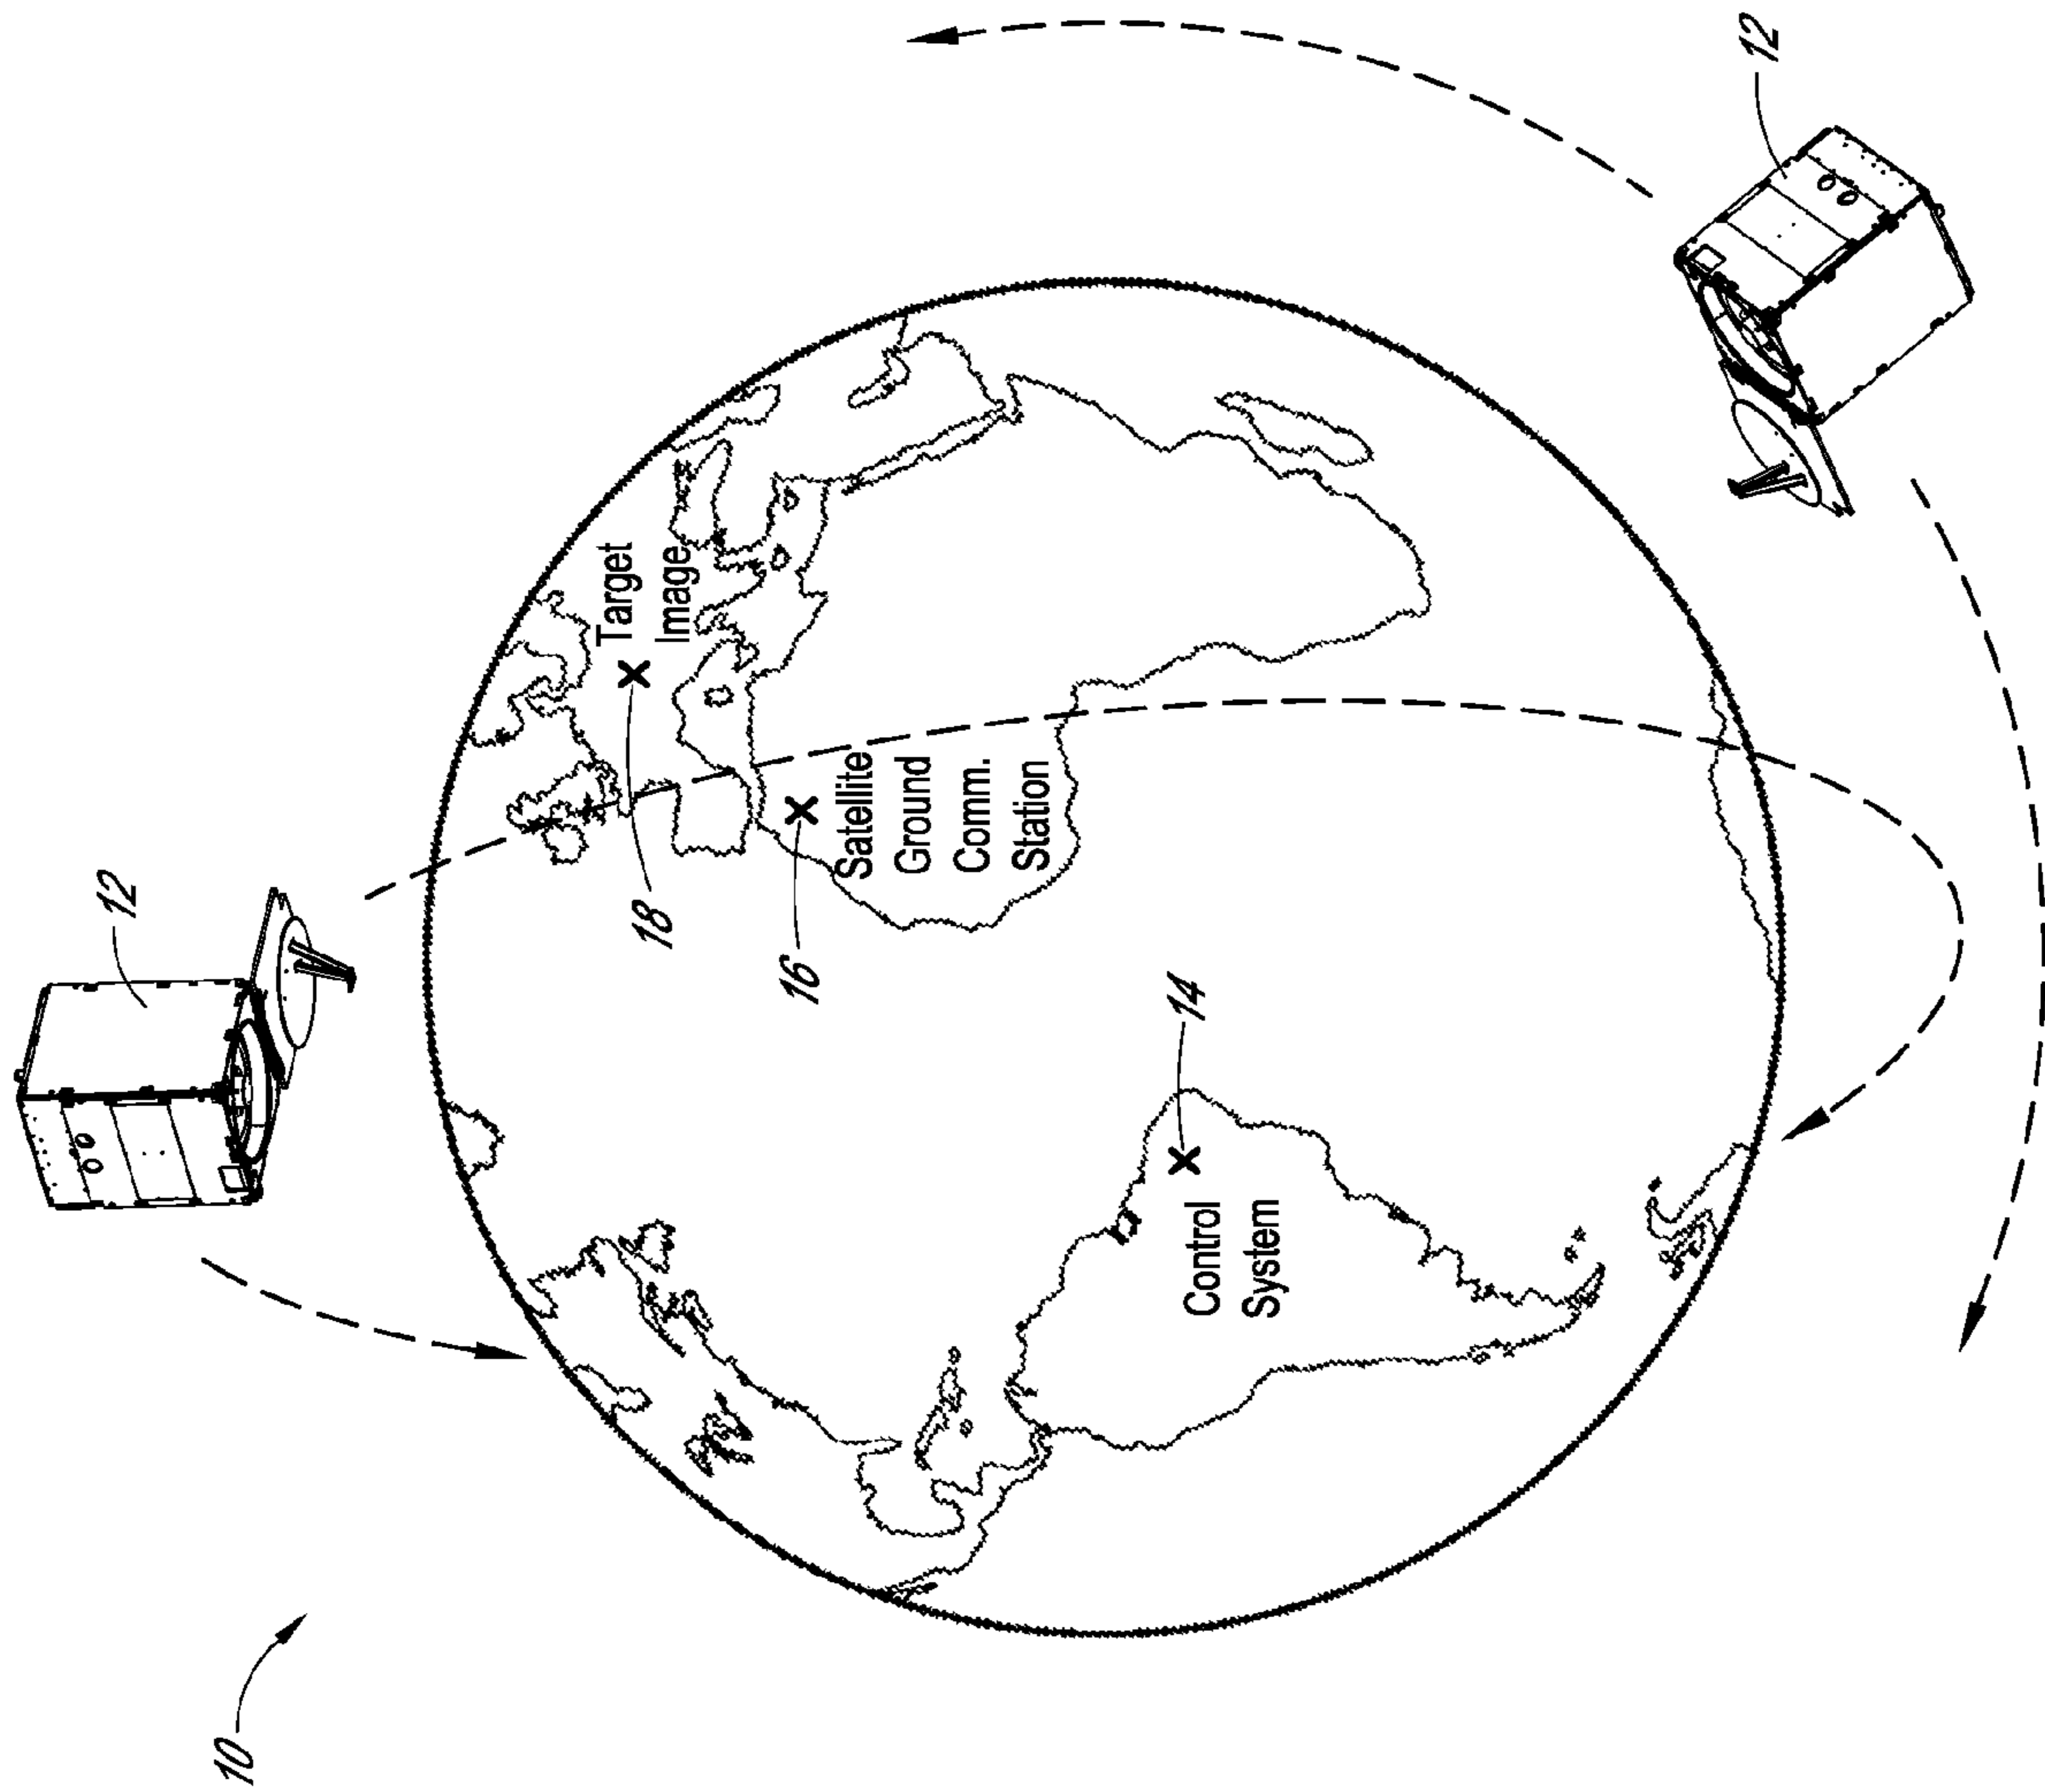 12
12
18
Target
Image
16
Satellite
Ground
Comm.
Station
14
Control
System
10